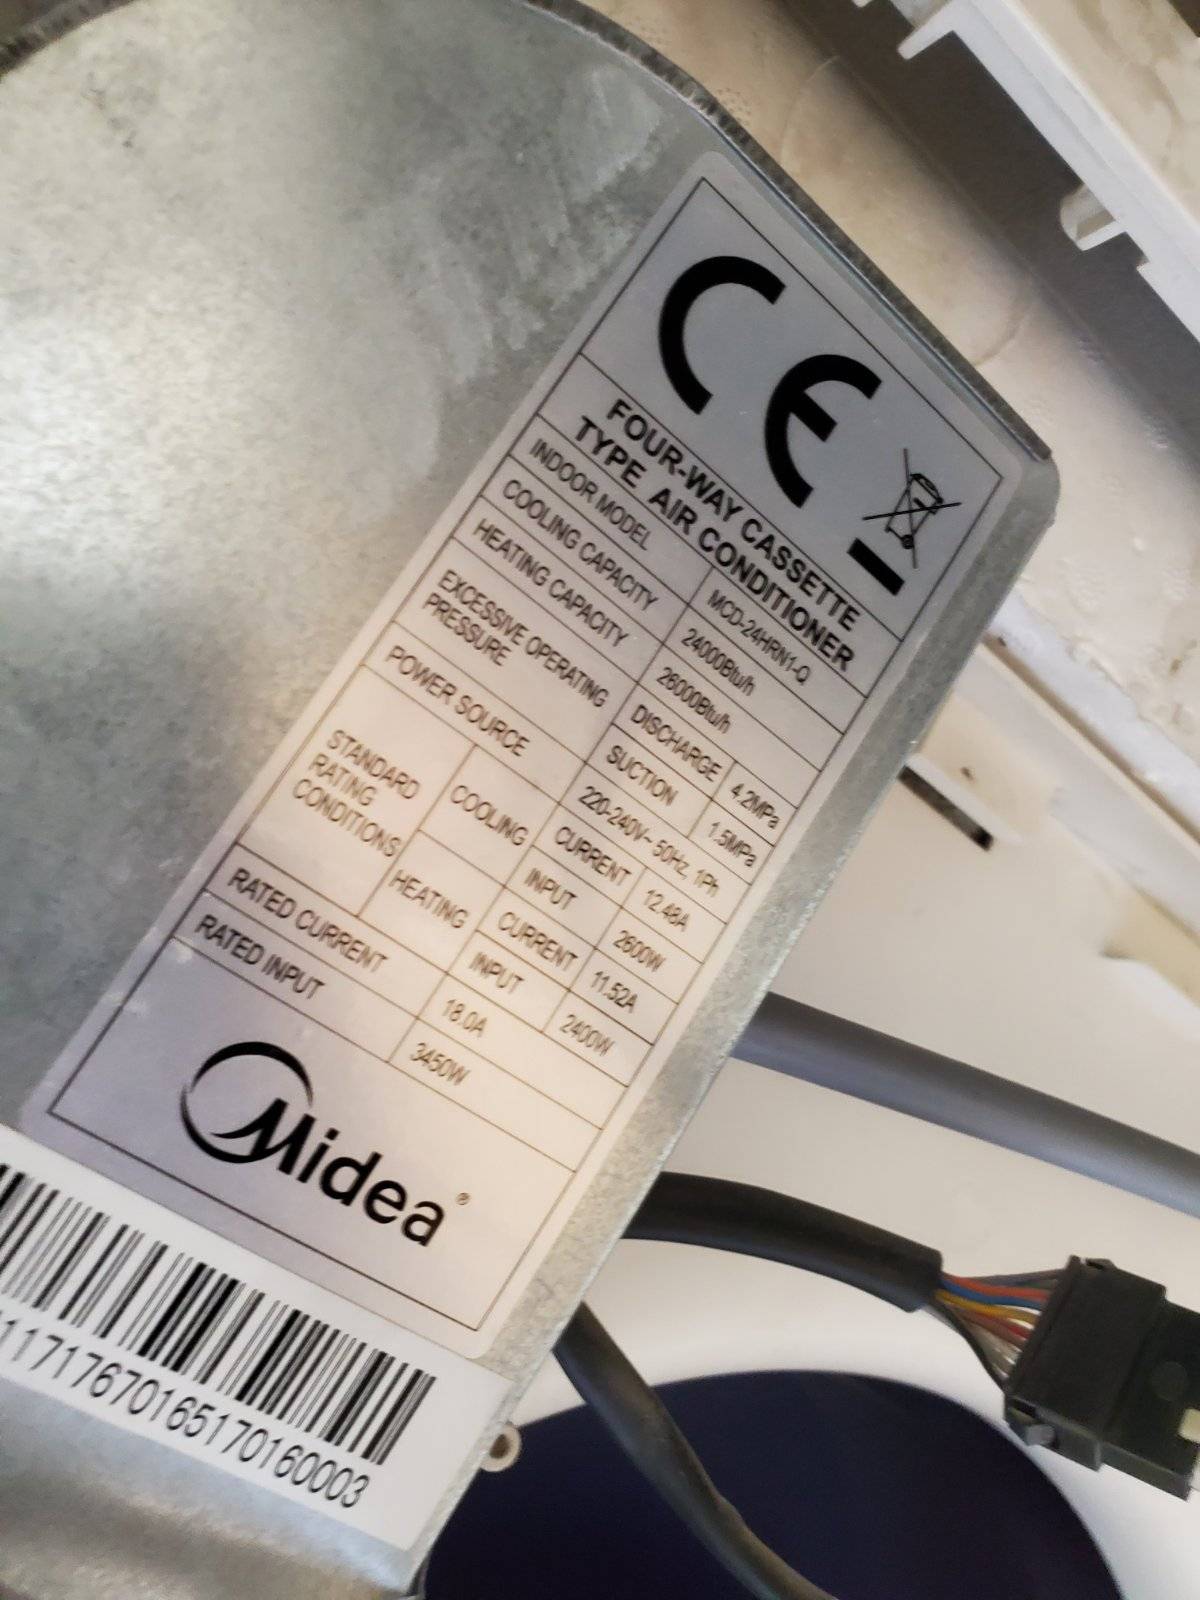 CE
FOUR-WAY CASSETTE
TYPE AIR CONDITIONER
INDOOR MODEL MCD-24HRN1-Q
COOLING CAPACITY 24000Btu/h
HEATING CAPACITY 26000Btu/h
EXCESSIVE OPERATING PRESSURE DISCHARGE 4.2MPa
SUCTION 1.5MPa
POWER SOURCE 220-240V~ 50Hz, 1Ph
STANDARD RATING CONDITIONS COOLING CURRENT 12.48A
INPUT 2600W
HEATING CURRENT 11.52A
INPUT 2400W
RATED CURRENT 18.0A
RATED INPUT 3450W
Midea®
11717670165170160003